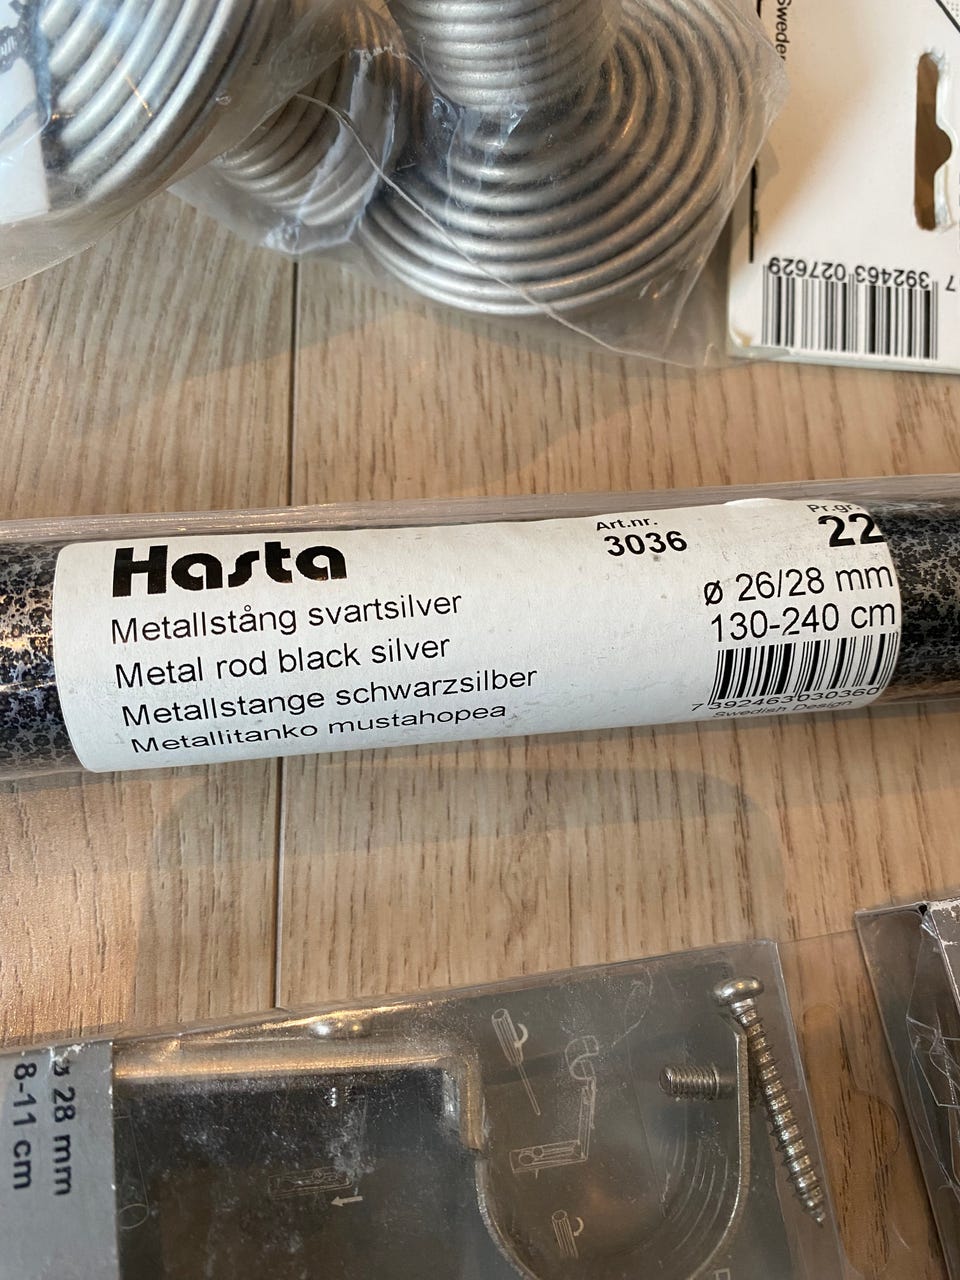 Sweden
7 392463 027629
Hasta
Art.nr.
3036
Pr.gr.
22
Metallstång svartsilver
Metal rod black silver
Metallstange schwarzsilber
Metallitanko mustahopea
ø 26/28 mm
130-240 cm
7 392463 030360
Swedish Design
ø 28 mm
8-11 cm